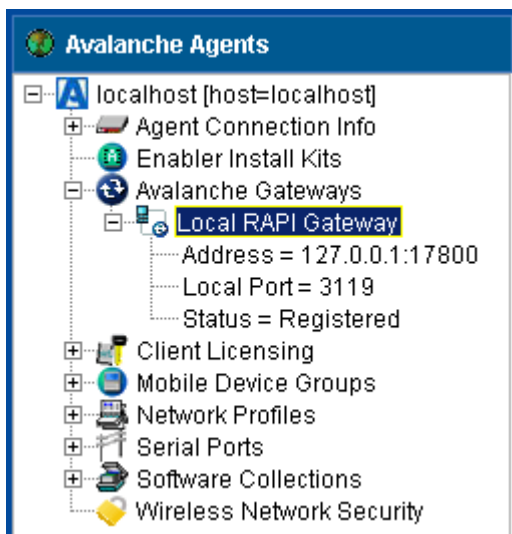 Avalanche Agents
localhost [host=localhost]
Agent Connection Info
Enabler Install Kits
Avalanche Gateways
Local RAPI Gateway
Address = 127.0.0.1:17800
Local Port = 3119
Status = Registered
Client Licensing
Mobile Device Groups
Network Profiles
Serial Ports
Software Collections
Wireless Network Security